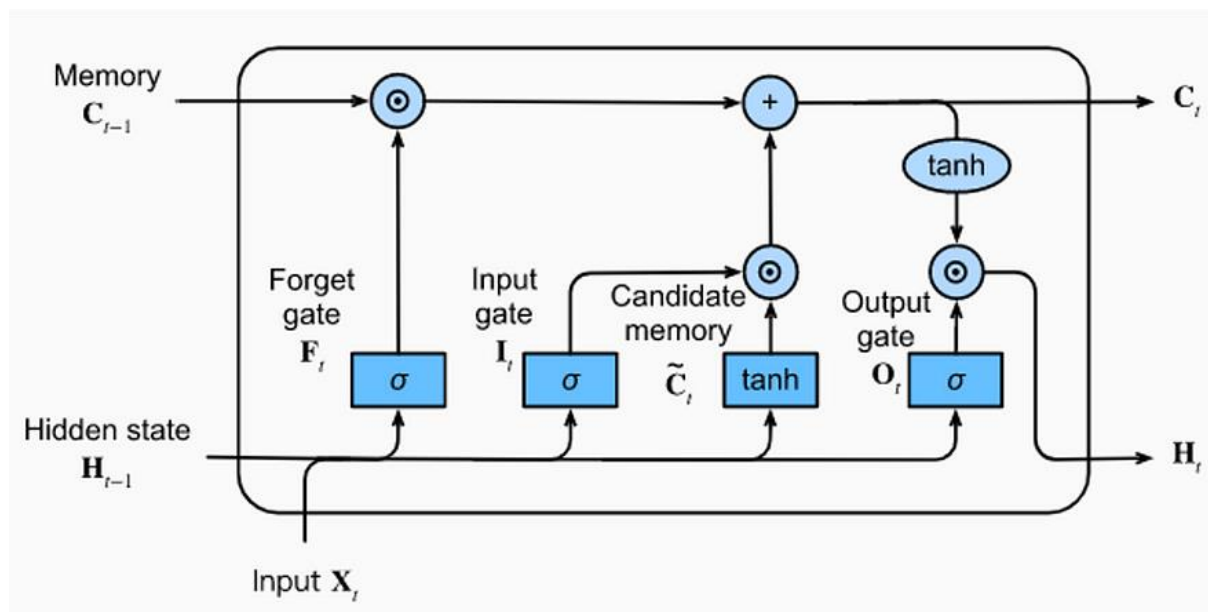 Memory
C_{t-1}
⊙
+
C_t
tanh
Forget
gate
F_t
σ
Input
gate
I_t
σ
⊙
Candidate
memory
C̃_t
tanh
⊙
Output
gate
O_t
σ
Hidden state
H_{t-1}
H_t
Input X_t